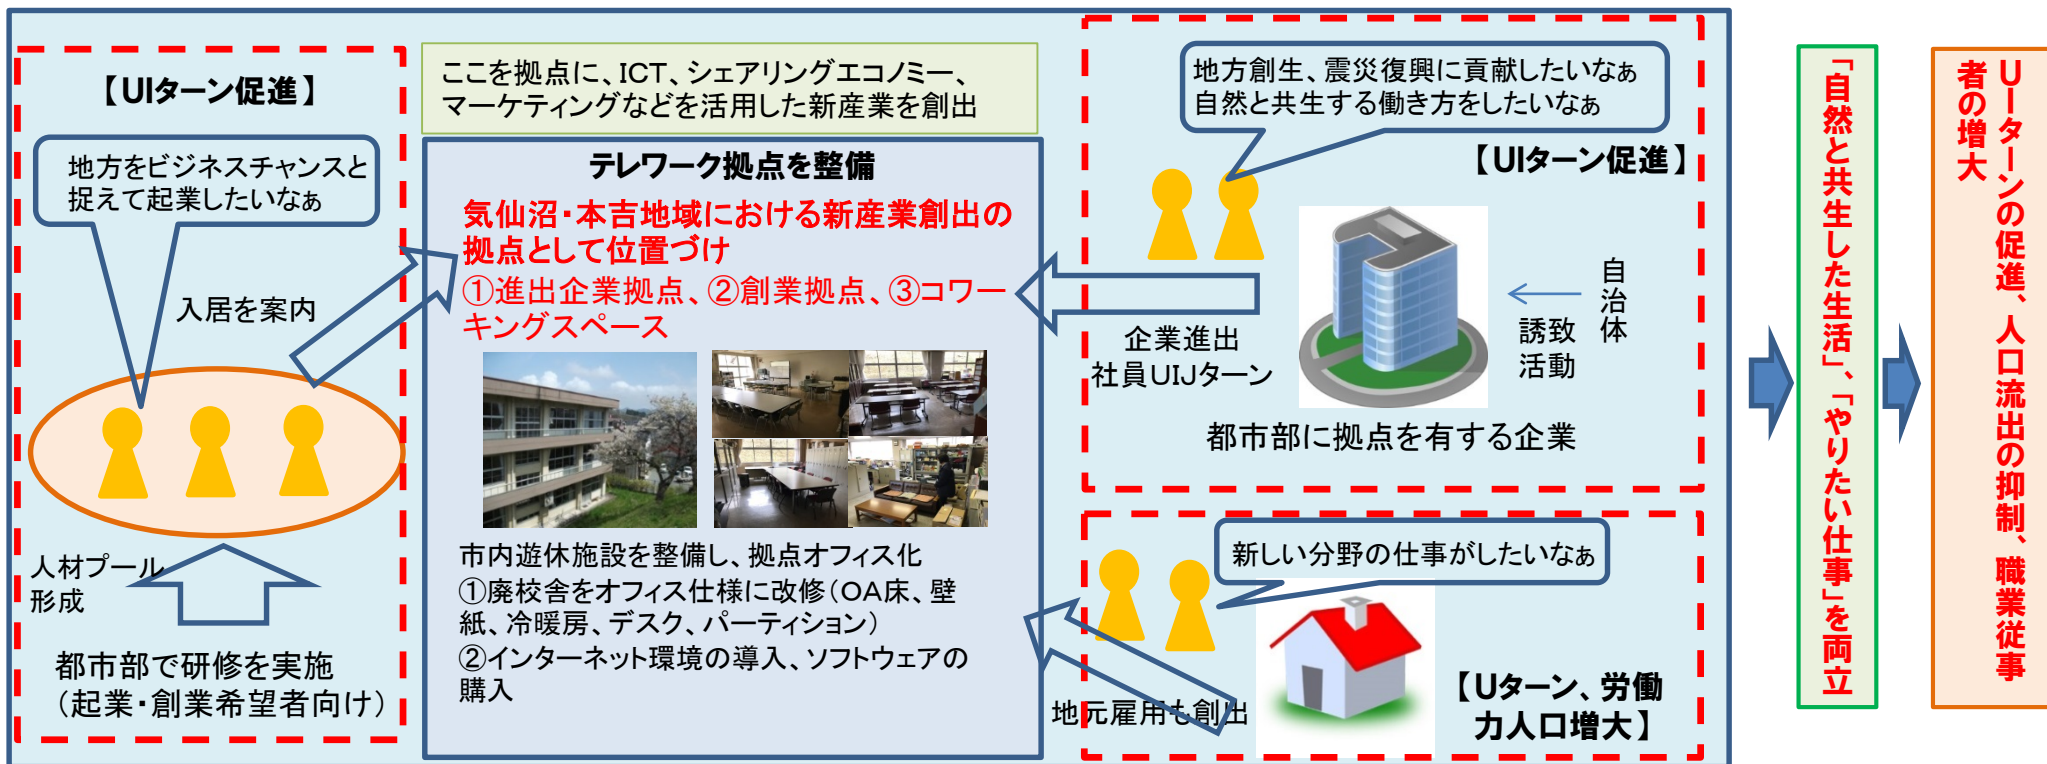 【UIターン促進】
地方をビジネスチャンスと
捉えて起業したいなぁ
入居を案内
人材プール
形成
都市部で研修を実施
（起業・創業希望者向け）
ここを拠点に、ICT、シェアリングエコノミー、
マーケティングなどを活用した新産業を創出
テレワーク拠点を整備
気仙沼・本吉地域における新産業創出の
拠点として位置づけ
①進出企業拠点、②創業拠点、③コワー
キングスペース
市内遊休施設を整備し、拠点オフィス化
①廃校舎をオフィス仕様に改修（OA床、壁
紙、冷暖房、デスク、パーティション）
②インターネット環境の導入、ソフトウェアの
購入
地方創生、震災復興に貢献したいなぁ
自然と共生する働き方をしたいなぁ
【UIターン促進】
自治体
誘致
活動
企業進出
社員UIJターン
都市部に拠点を有する企業
新しい分野の仕事がしたいなぁ
地元雇用も創出
【Uターン、労働
力人口増大】
「自然と共生した生活」、「やりたい仕事」を両立
UIターンの促進、人口流出の抑制、職業従事
者の増大